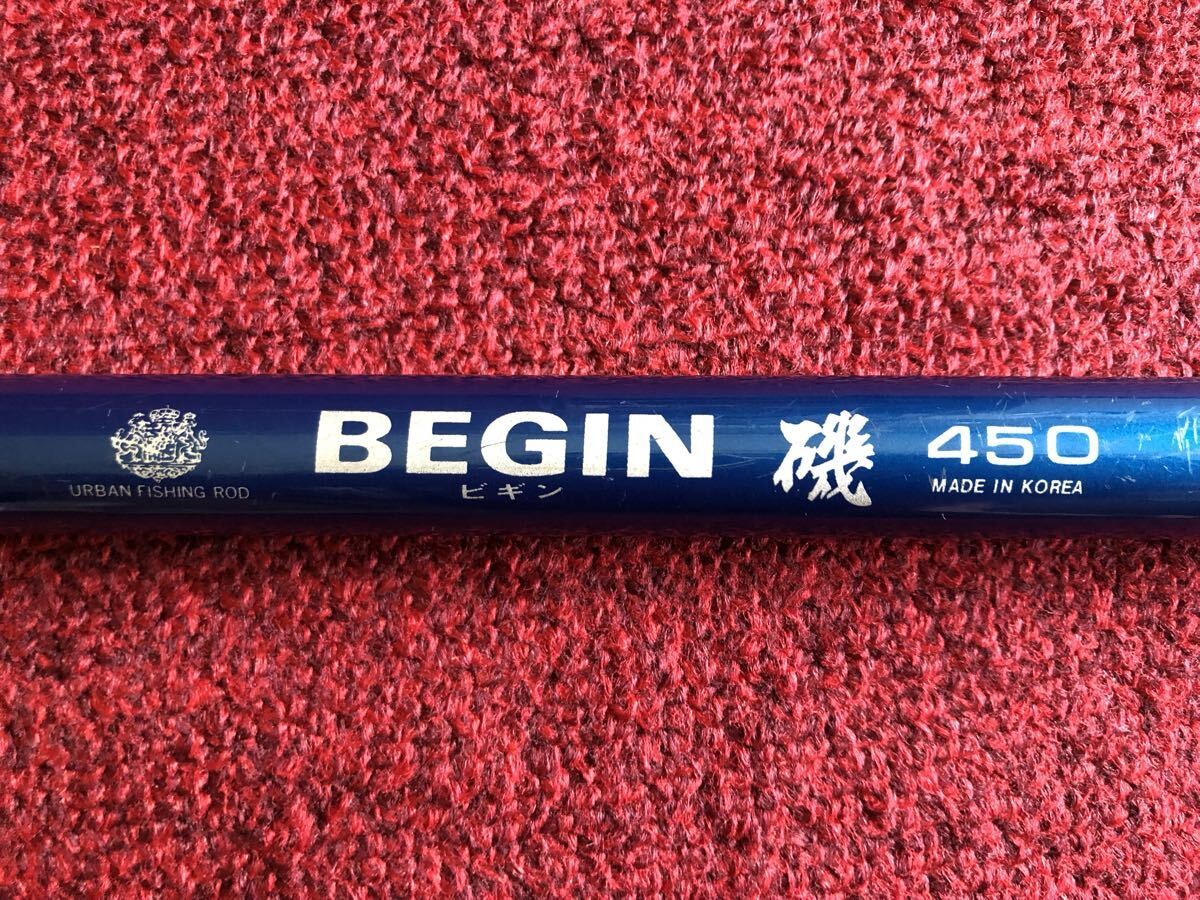 URBAN FISHING ROD
BEGIN 磯 450
ビギン
MADE IN KOREA